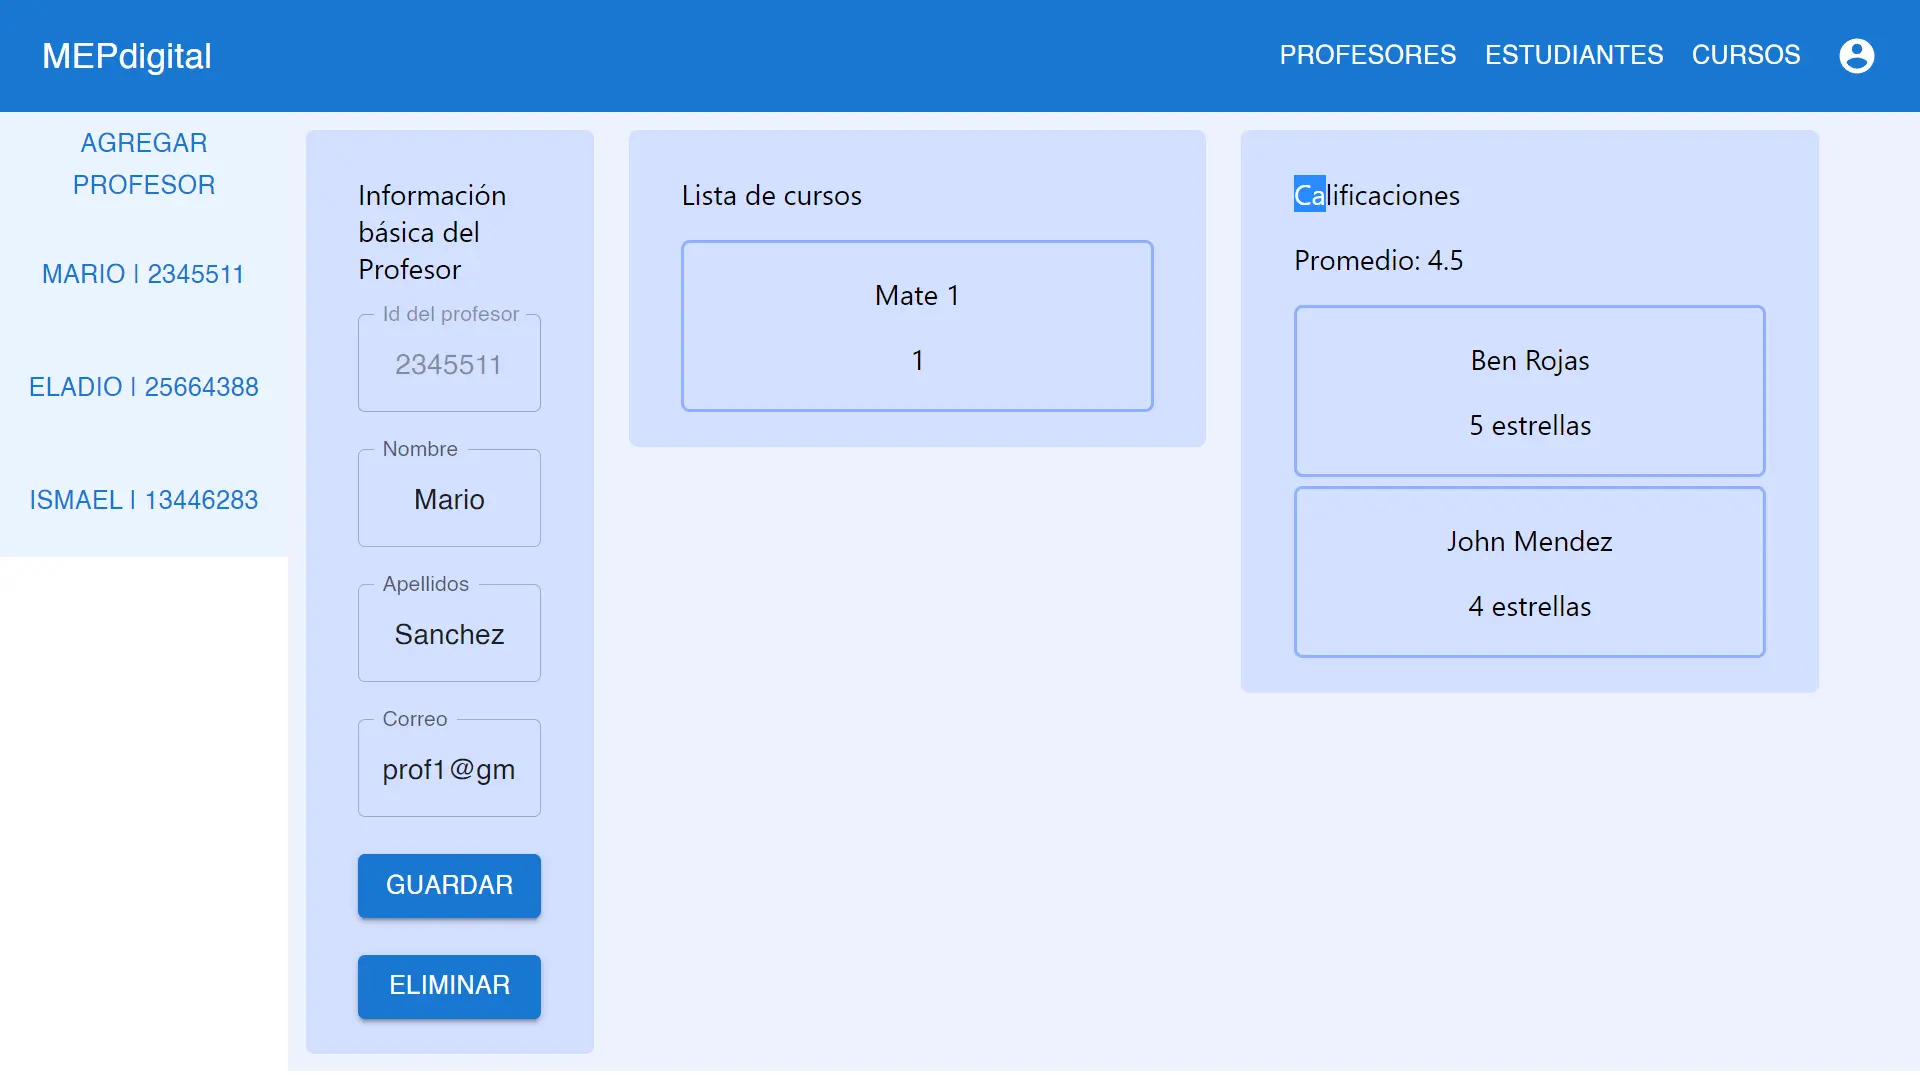 MEPdigital
PROFESORES ESTUDIANTES CURSOS
AGREGAR
PROFESOR
MARIO | 2345511
ELADIO | 25664388
ISMAEL | 13446283
Información
básica del
Profesor
Id del profesor
2345511
Nombre
Mario
Apellidos
Sanchez
Correo
prof1@gm
GUARDAR
ELIMINAR
Lista de cursos
Mate 1
1
Calificaciones
Promedio: 4.5
Ben Rojas
5 estrellas
John Mendez
4 estrellas